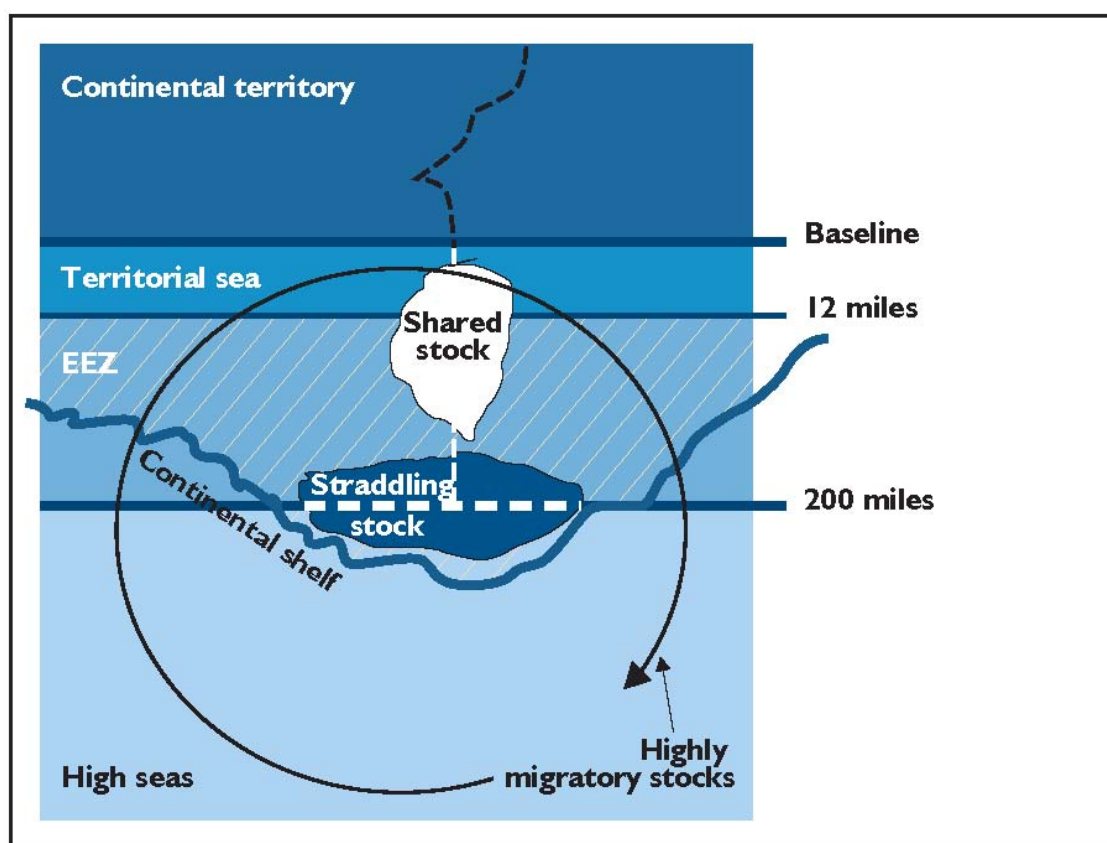 Continental territory
Baseline
Territorial sea
12 miles
Shared
stock
EEZ
Continental shelf
Straddling
stock
200 miles
Highly
migratory stocks
High seas